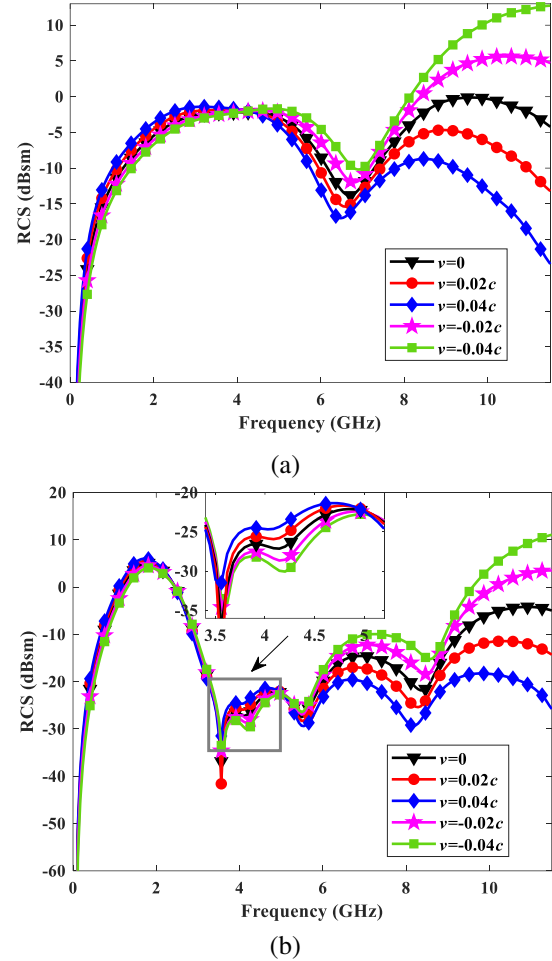 10
5
0
-5
-10
-15
-20
-25
-30
-35
-40
RCS (dBsm)
v=0
v=0.02c
v=0.04c
v=-0.02c
v=-0.04c
0 2 4 6 8 10
Frequency (GHz)
(a)
20
10
0
-10
-20
-30
-40
-50
-60
RCS (dBsm)
-20
-25
-30
-35
3.5 4 4.5 5
v=0
v=0.02c
v=0.04c
v=-0.02c
v=-0.04c
0 2 4 6 8 10
Frequency (GHz)
(b)